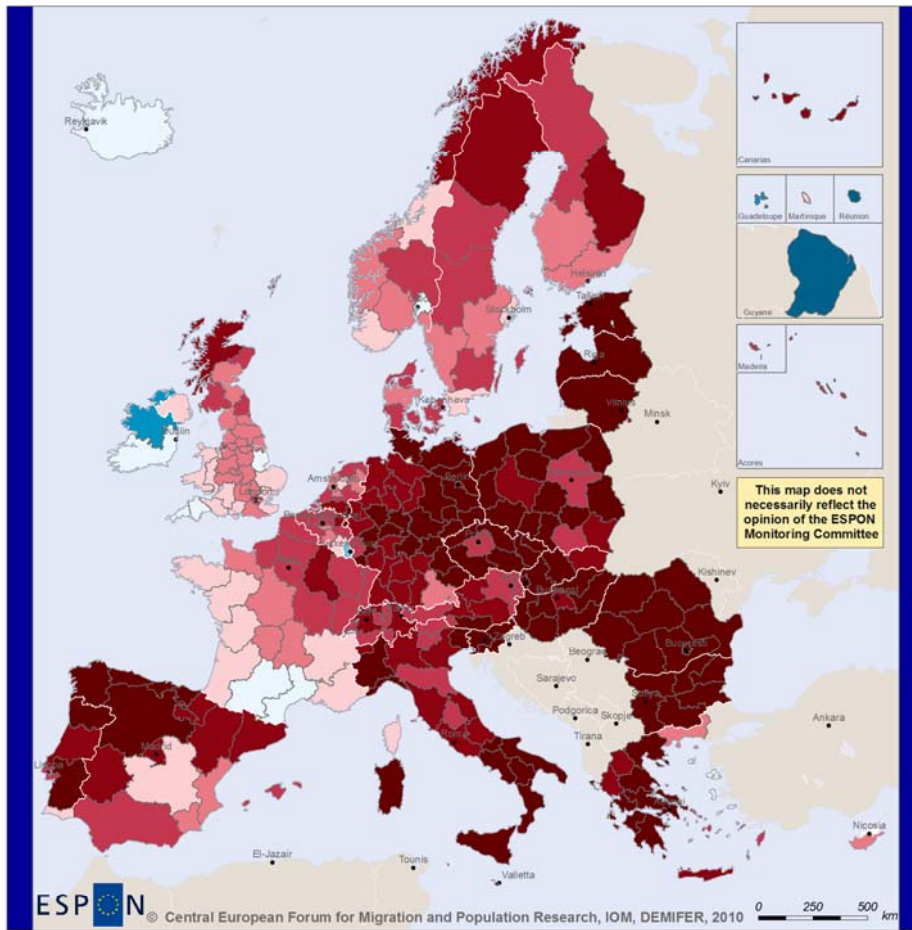 Reykjavik
Canarias
Guadeloupe
Martinique
Réunion
Guyane
Helsinki
Tallinn
Stockholm
Madeira
Riga
København
Vilnius
Minsk
Acores
Dublin
Kyiv
Amsterdam
London
This map does not
necessarily reflect the
opinion of the ESPON
Monitoring Committee
Kishinev
Zagreb
Bucuresti
Beograd
Sarajevo
Sofiya
Podgorica
Skopje
Ankara
Madrid
Roma
Tirana
Lisboa
Nicosia
El-Jazair
Tounis
Valletta
ESPON
© Central European Forum for Migration and Population Research, IOM, DEMIFER, 2010
0 250 500
km